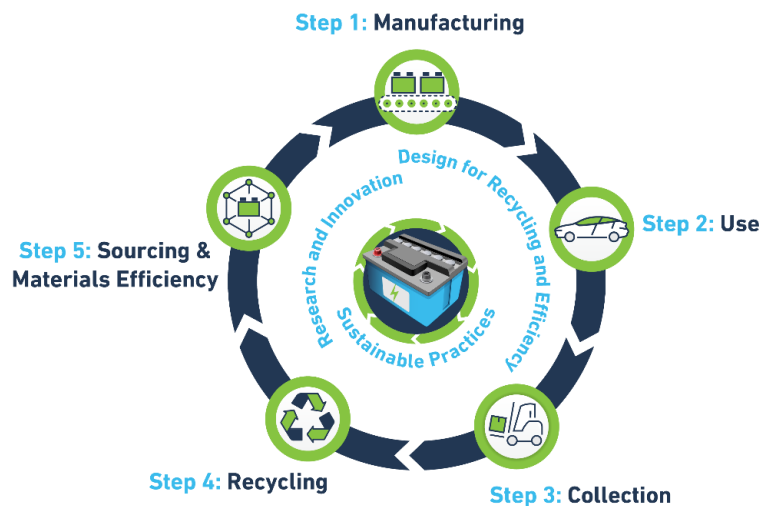 Step 1: Manufacturing
Design for Recycling and Efficiency
Research and Innovation
Step 2: Use
Step 5: Sourcing &
Materials Efficiency
Sustainable Practices
Step 4: Recycling
Step 3: Collection